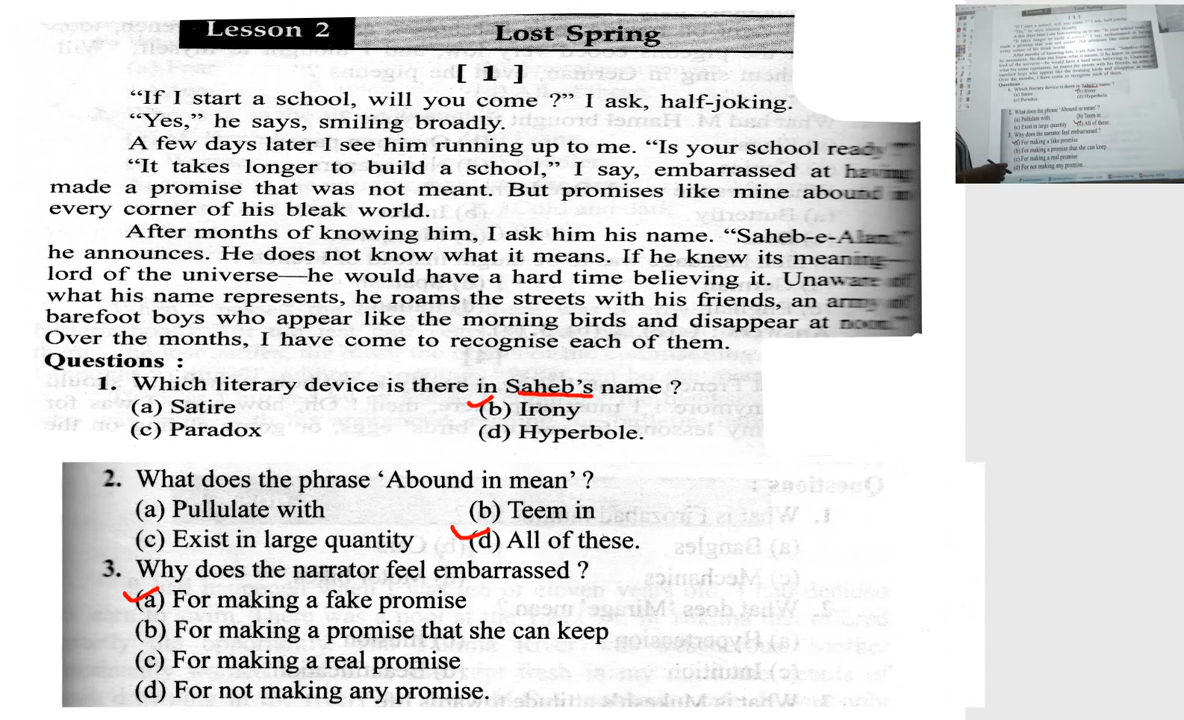 Lesson 2 Lost Spring
[ 1 ]
“If I start a school, will you come ?” I ask, half-joking.
“Yes,” he says, smiling broadly.
A few days later I see him running up to me. “Is your school ready
“It takes longer to build a school,” I say, embarrassed at having
made a promise that was not meant. But promises like mine abound in
every corner of his bleak world.
After months of knowing him, I ask him his name. “Saheb-e-Alam,”
he announces. He does not know what it means. If he knew its meaning—
lord of the universe—he would have a hard time believing it. Unaware of
what his name represents, he roams the streets with his friends, an army of
barefoot boys who appear like the morning birds and disappear at noon.”
Over the months, I have come to recognise each of them.
Questions :
1. Which literary device is there in Saheb’s name ?
(a) Satire (b) Irony
(c) Paradox (d) Hyperbole.
2. What does the phrase ‘Abound in mean’ ?
(a) Pullulate with (b) Teem in
(c) Exist in large quantity (d) All of these.
3. Why does the narrator feel embarrassed ?
(a) For making a fake promise
(b) For making a promise that she can keep
(c) For making a real promise
(d) For not making any promise.